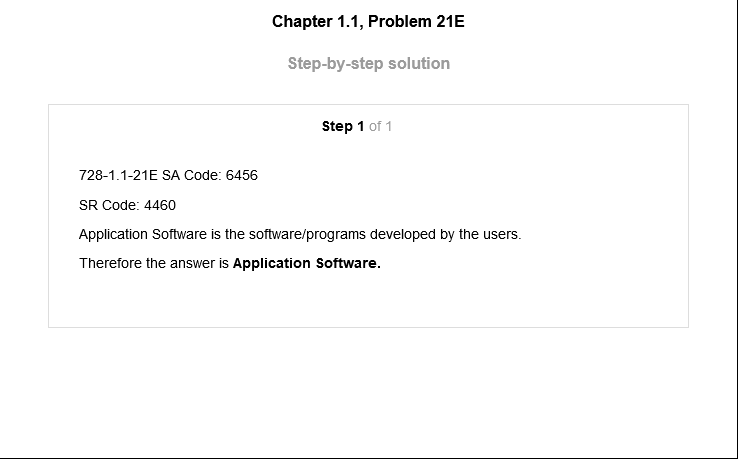 Chapter 1.1, Problem 21E
Step-by-step solution
Step 1 of 1
728-1.1-21E SA Code: 6456
SR Code: 4460
Application Software is the software/programs developed by the users.
Therefore the answer is Application Software.